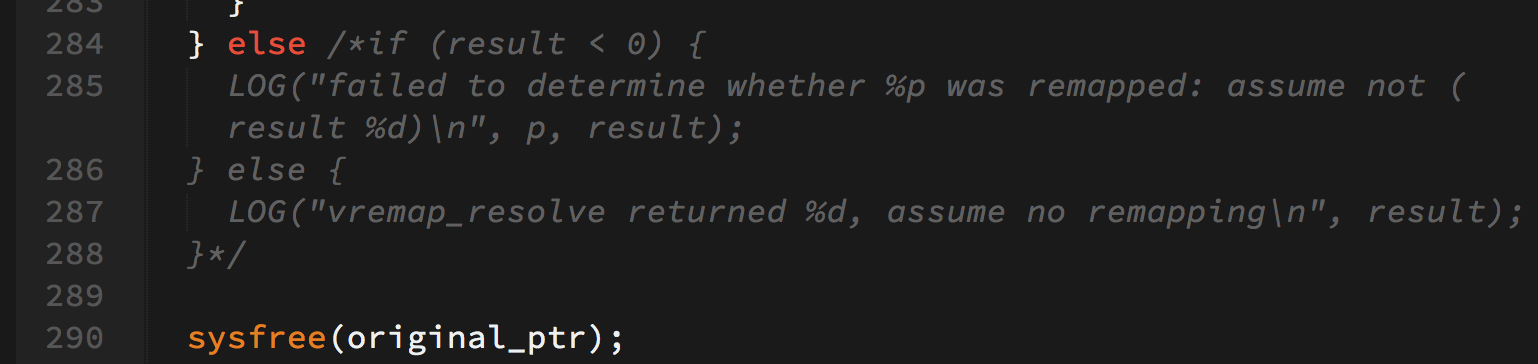 283 }
284 } else /*if (result < 0) {
285 LOG("failed to determine whether %p was remapped: assume not (
result %d)\n", p, result);
286 } else {
287 LOG("vremap_resolve returned %d, assume no remapping\n", result);
288 }*/
289
290 sysfree(original_ptr);